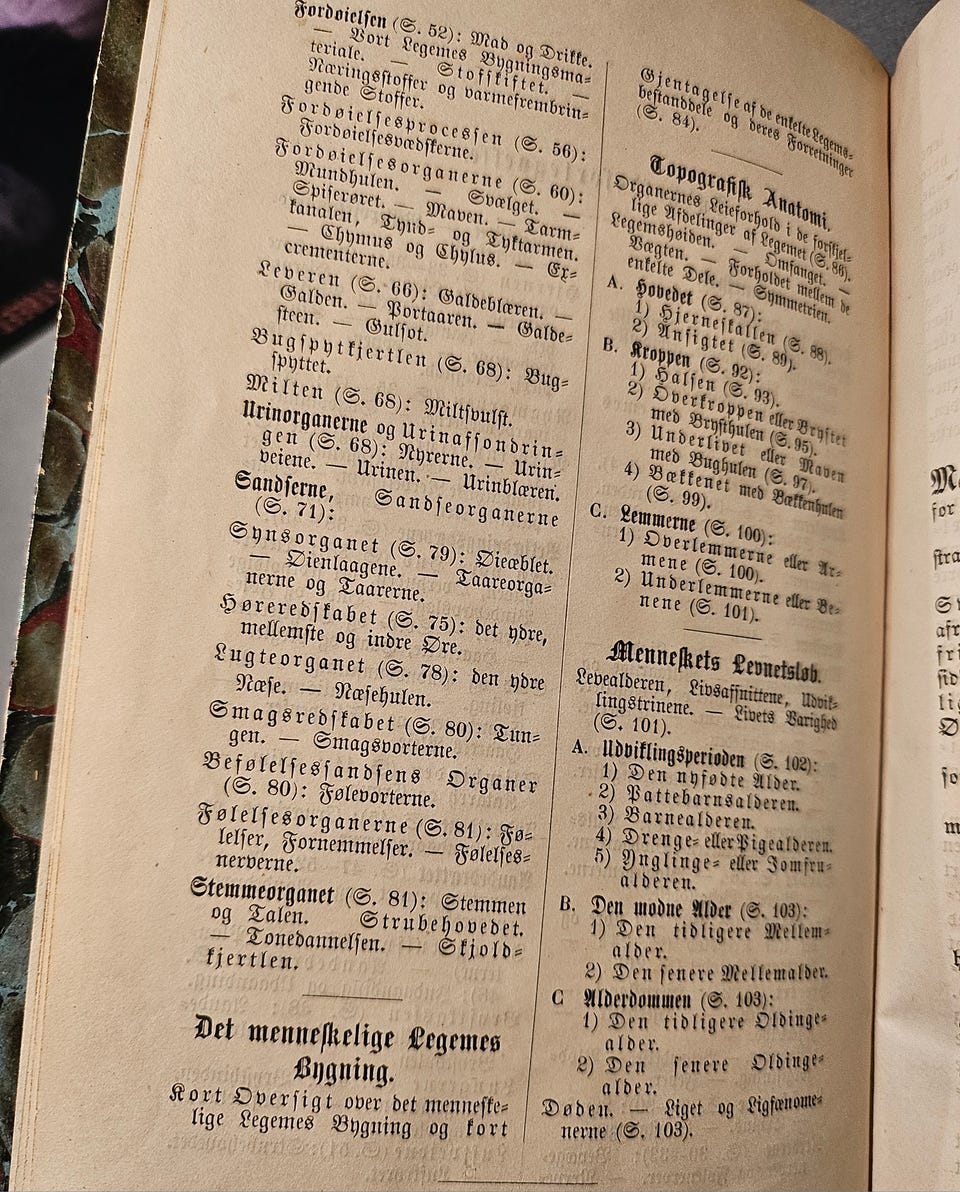 Fordøielsen (S. 52): Mad og Drikke.
— Vort Legemes Bygningsma-
teriale. — Stofskiftet. —
Næringsstoffer og varmefrembrin-
gende Stoffer.
Fordøielsesprocessen (S. 56):
Fordøielsesvædskerne.
Fordøielsesorganerne (S. 60):
Mundhulen. — Svælget. —
Spiserøret. — Maven. — Tarm-
kanalen, Tynd- og Tyktarmen.
— Chymus og Chylus. — Ex-
crementerne.
Leveren (S. 66): Galdeblæren. —
Galden. — Portaaren. — Galde-
steen. — Gulsot.
Bugspytkjertlen (S. 68): Bug-
spyttet.
Milten (S. 68): Miltsvulst.
Urinorganerne og Urinafsondrin-
gen (S. 68): Nyrerne. — Urin-
veiene. — Urinen. — Urinblæren.
Sandserne, Sandseorganerne
(S. 71):
Synsorganet (S. 79): Øieæblet.
— Øienlaagene. — Taareorga-
nerne og Taarerne.
Høreredskabet (S. 75): det ydre,
mellemste og indre Øre.
Lugteorganet (S. 78): den ydre
Næse. — Næsehulen.
Smagsredskabet (S. 80): Tun-
gen. — Smagsvorterne.
Befølelsessandsens Organer
(S. 80): Følevorterne.
Følelsesorganerne (S. 81): Fø-
lelser, Fornemmelser. — Følelses-
nerverne.
Stemmeorganet (S. 81): Stemmen
og Talen. Strubehovedet.
— Tonedannelsen. — Skjold-
kjertlen.
Det menneskelige Legemes
Bygning.
Kort Oversigt over det menneske-
lige Legemes Bygning og kort
Gjentagelse af de enkelte Legems-
bestanddele og deres Forretninger
(S. 84).
Topografisk Anatomi.
Organernes Leieforhold i de forskjel-
lige Afdelinger af Legemet (S. 86).
Legemshøiden. — Omfanget. —
Vægten. — Forholdet mellem de
enkelte Dele. — Symmetrien.
A. Hovedet (S. 87):
1) Hjerneskallen (S. 88).
2) Ansigtet (S. 89).
B. Kroppen (S. 92):
1) Halsen (S. 93).
2) Overkroppen eller Brystet
med Brysthulen (S. 95).
3) Underlivet eller Maven
med Bughulen (S. 97).
4) Bækkenet med Bækkenhulen
(S. 99).
C. Lemmerne (S. 100):
1) Overlemmerne eller Ar-
mene (S. 100).
2) Underlemmerne eller Be-
nene (S. 101).
Menneskets Levnetsløb.
Levealderen, Livsafsnittene, Udvik-
lingstrinene. — Livets Varighed
(S. 101).
A. Udviklingsperioden (S. 102):
1) Den nyfødte Alder.
2) Pattebarnsalderen.
3) Barnealderen.
4) Drenge- eller Pigealderen.
5) Ynglinge- eller Jomfru-
alderen.
B. Den modne Alder (S. 103):
1) Den tidligere Mellem-
alder.
2) Den senere Mellemalder.
C Alderdommen (S. 103):
1) Den tidligere Oldinge-
alder.
2) Den senere Oldinge-
alder.
Døden. — Liget og Ligfænome-
nerne (S. 103).
for